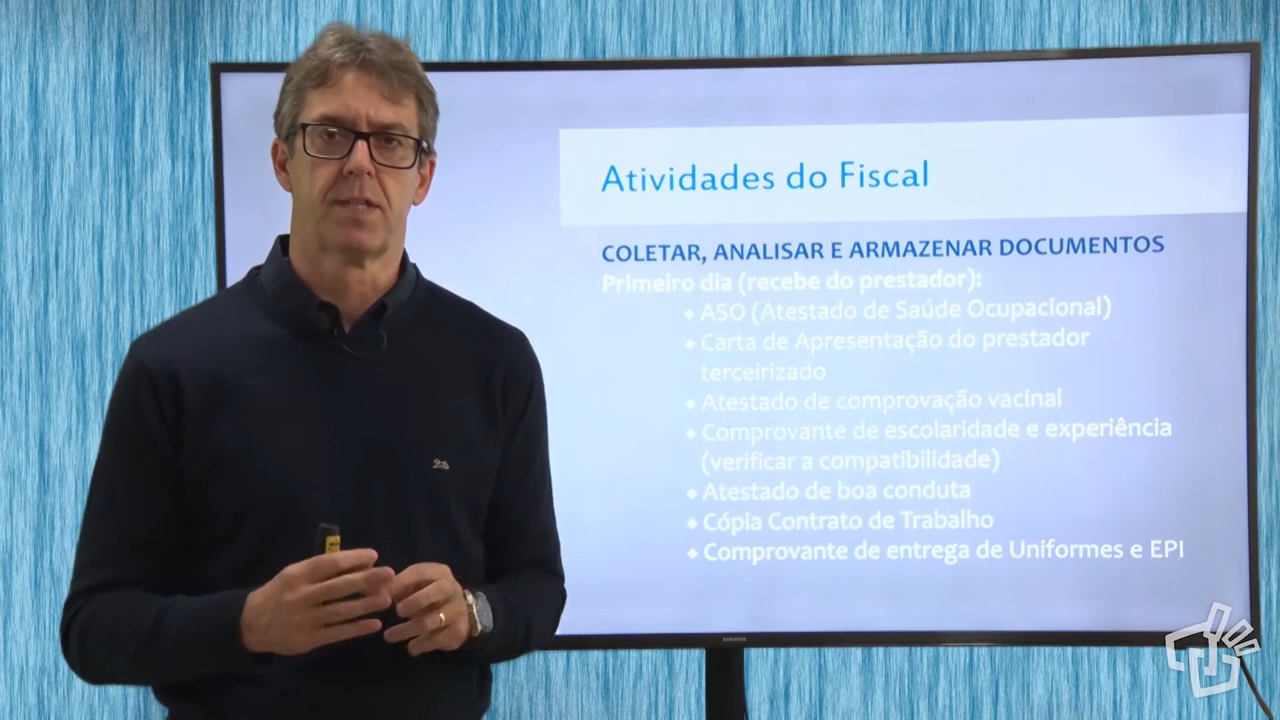 Atividades do Fiscal
COLETAR, ANALISAR E ARMAZENAR DOCUMENTOS
Primeiro dia (recebe do prestador):
• ASO (Atestado de Saúde Ocupacional)
• Carta de Apresentação do prestador
terceirizado
• Atestado de comprovação vacinal
• Comprovante de escolaridade e experiência
(verificar a compatibilidade)
• Atestado de boa conduta
• Cópia Contrato de Trabalho
• Comprovante de entrega de Uniformes e EPI
SAMSUNG